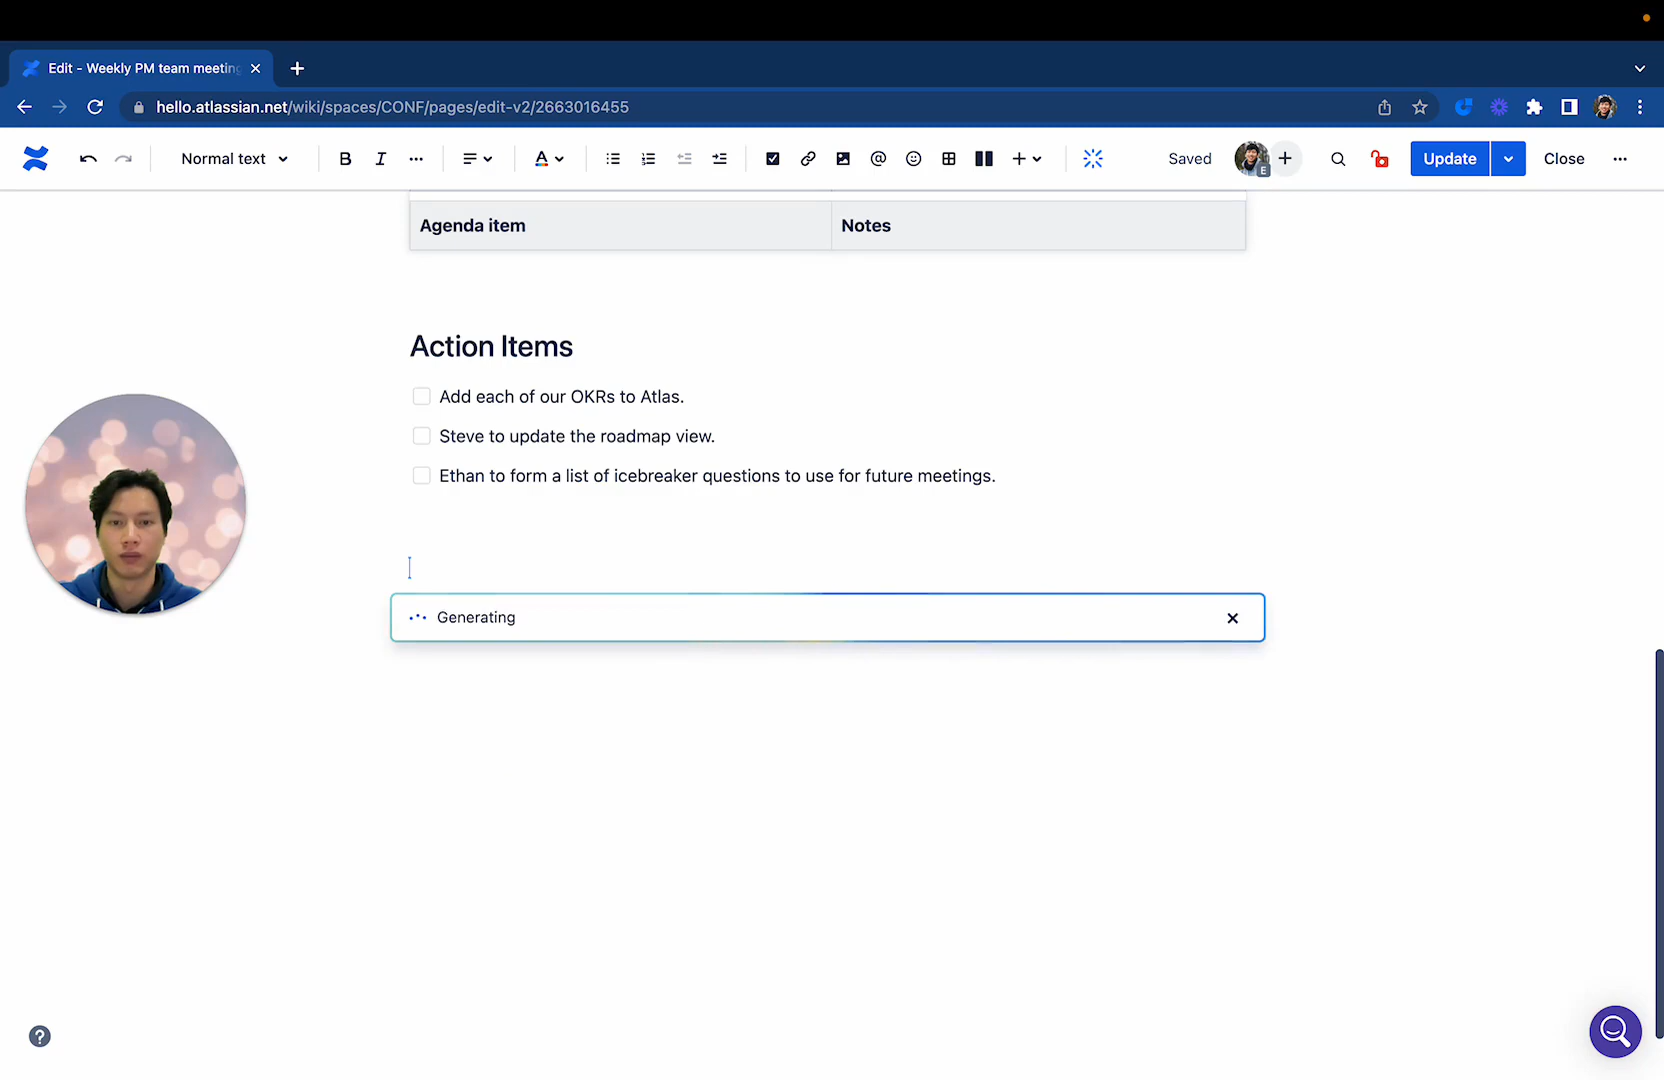 Edit - Weekly PM team meeting
hello.atlassian.net/wiki/spaces/CONF/pages/edit-v2/2663016455
Normal text B I A @ Saved E Update Close
Agenda item Notes
Action Items
Add each of our OKRs to Atlas.
Steve to update the roadmap view.
Ethan to form a list of icebreaker questions to use for future meetings.
Generating
?